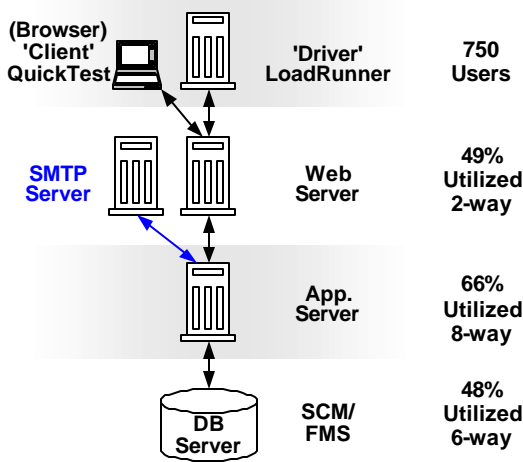 (Browser)
'Client'
QuickTest
'Driver'
LoadRunner
750
Users
SMTP
Server
Web
Server
49%
Utilized
2-way
App.
Server
66%
Utilized
8-way
DB
Server
SCM/
FMS
48%
Utilized
6-way